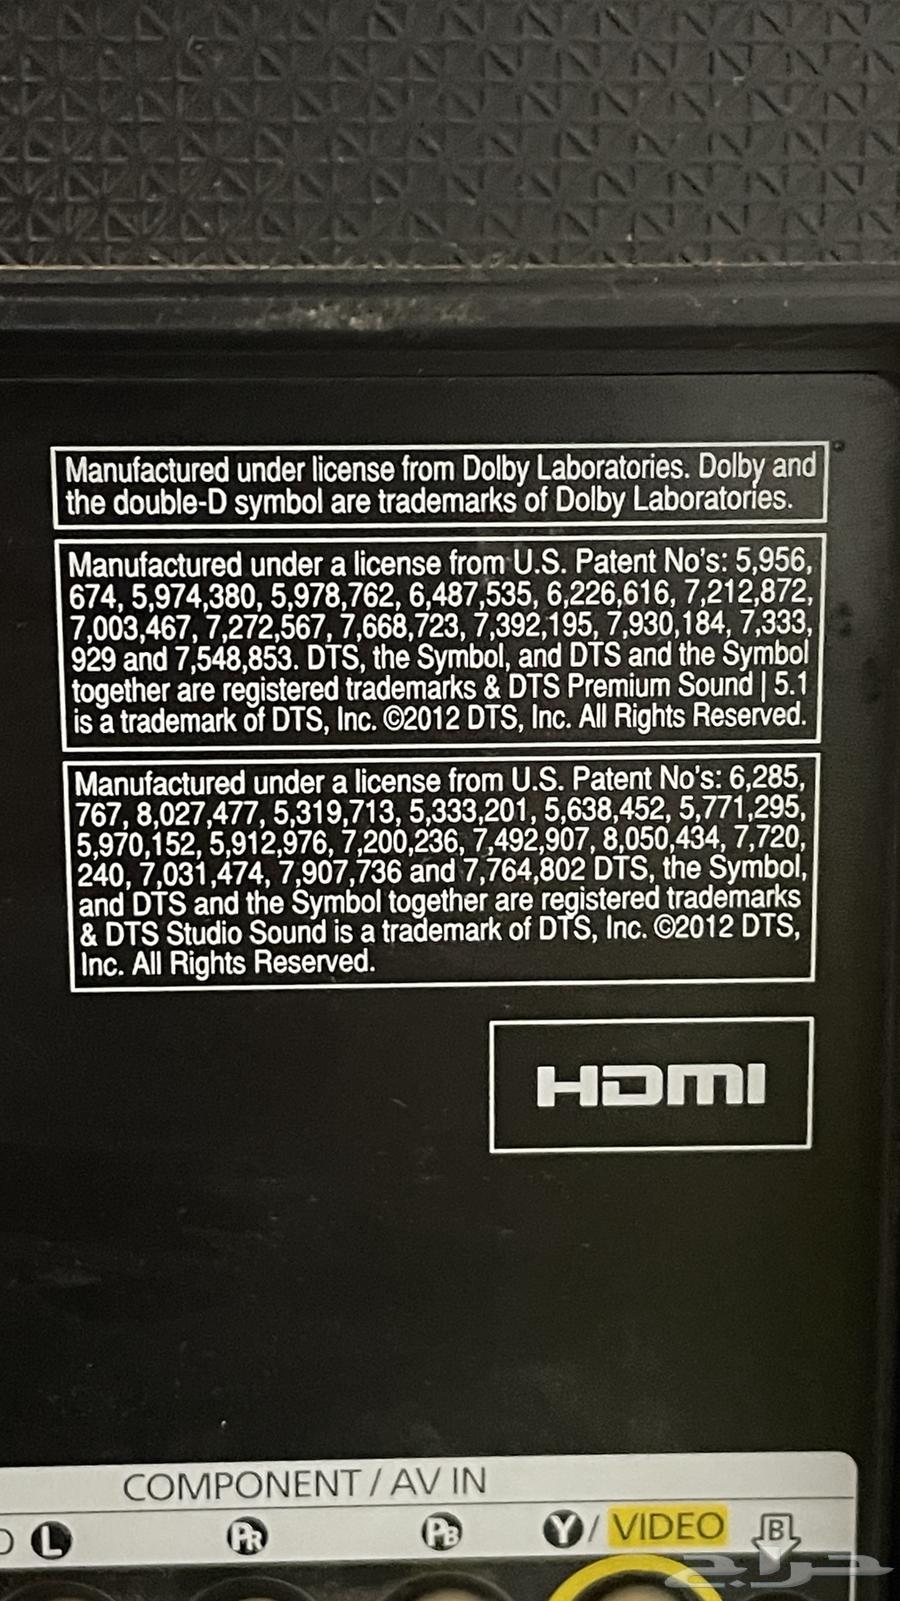 Manufactured under license from Dolby Laboratories. Dolby and
the double-D symbol are trademarks of Dolby Laboratories.
Manufactured under a license from U.S. Patent No's: 5,956,
674, 5,974,380, 5,978,762, 6,487,535, 6,226,616, 7,212,872,
7,003,467, 7,272,567, 7,668,723, 7,392,195, 7,930,184, 7,333,
929 and 7,548,853. DTS, the Symbol, and DTS and the Symbol
together are registered trademarks & DTS Premium Sound | 5.1
is a trademark of DTS, Inc. ©2012 DTS, Inc. All Rights Reserved.
Manufactured under a license from U.S. Patent No's: 6,285,
767, 8,027,477, 5,319,713, 5,333,201, 5,638,452, 5,771,295,
5,970,152, 5,912,976, 7,200,236, 7,492,907, 8,050,434, 7,720,
240, 7,031,474, 7,907,736 and 7,764,802 DTS, the Symbol,
and DTS and the Symbol together are registered trademarks
& DTS Studio Sound is a trademark of DTS, Inc. ©2012 DTS,
Inc. All Rights Reserved.
HDMI
COMPONENT / AV IN
L PR PB Y / VIDEO B
حراج